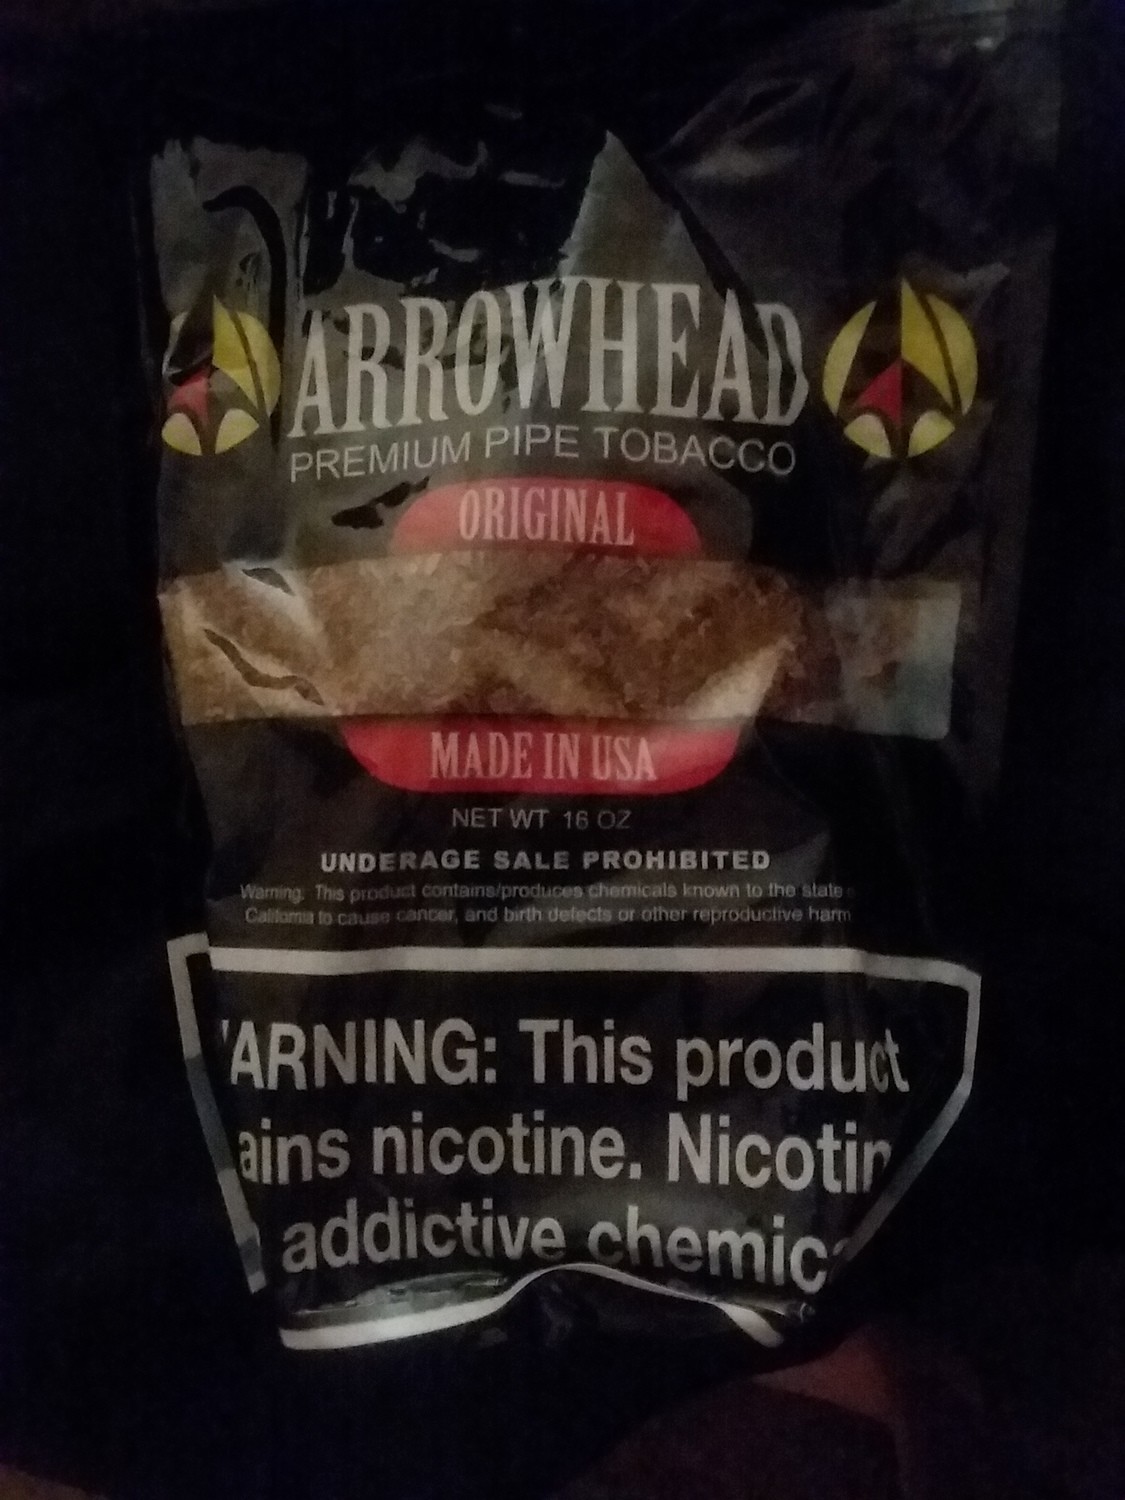 ARROWHEAD
PREMIUM PIPE TOBACCO
ORIGINAL
MADE IN USA
NET WT 16 OZ
UNDERAGE SALE PROHIBITED
Warning: This product contains/produces chemicals known to the state
California to cause cancer, and birth defects or other reproductive harm
ARNING: This product
ains nicotine. Nicotin
addictive chemic